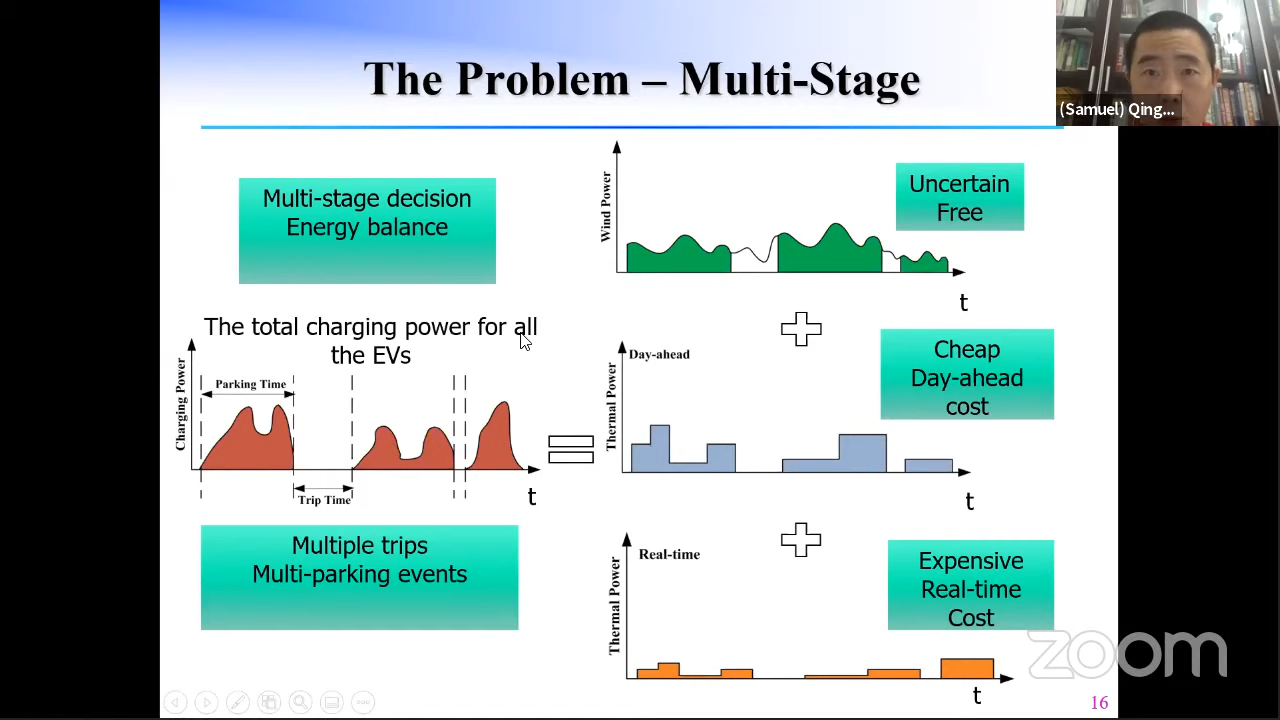 The Problem – Multi-Stage
(Samuel) Qing...
Multi-stage decision
Energy balance
Wind Power
t
Uncertain
Free
The total charging power for all
the EVs
Charging Power
Parking Time
Trip Time
t
Thermal Power
Day-ahead
t
Cheap
Day-ahead
cost
Multiple trips
Multi-parking events
Thermal Power
Real-time
t
Expensive
Real-time
Cost
zoom
16